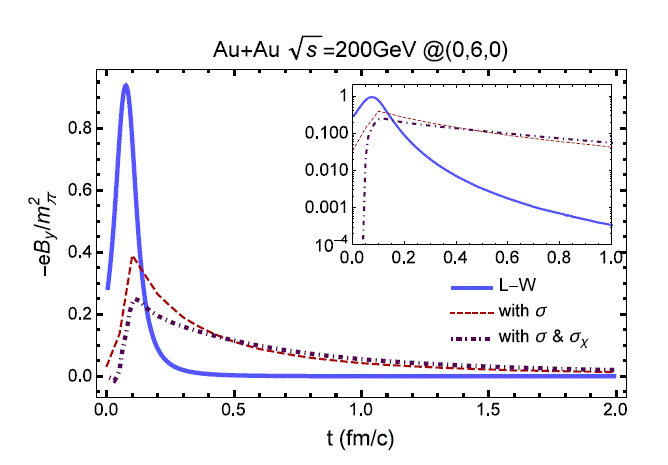 Au+Au √s=200GeV @(0,6,0)
−eB_y/m_π^2
0.8
0.6
0.4
0.2
0.0
0.0 0.5 1.0 1.5 2.0
t (fm/c)
1
0.100
0.010
0.001
10^−4
0.0 0.2 0.4 0.6 0.8 1.0
L−W
with σ
with σ & σ_χ